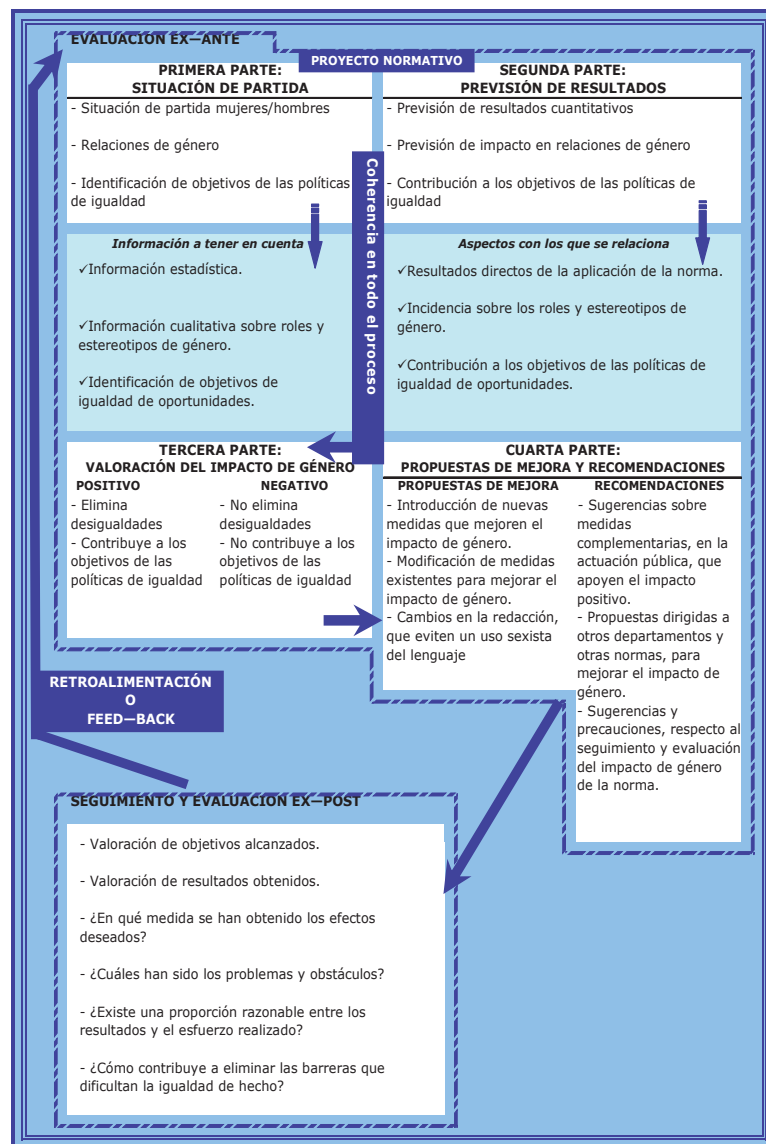 EVALUACIÓN EX—ANTE
PROYECTO NORMATIVO
PRIMERA PARTE:
SITUACIÓN DE PARTIDA
- Situación de partida mujeres/hombres
- Relaciones de género
- Identificación de objetivos de las políticas
de igualdad
SEGUNDA PARTE:
PREVISIÓN DE RESULTADOS
- Previsión de resultados cuantitativos
- Previsión de impacto en relaciones de género
- Contribución a los objetivos de las políticas de
igualdad
Coherencia en todo el proceso
Información a tener en cuenta
✓Información estadística.
✓Información cualitativa sobre roles y
estereotipos de género.
✓Identificación de objetivos de
igualdad de oportunidades.
Aspectos con los que se relaciona
✓Resultados directos de la aplicación de la norma.
✓Incidencia sobre los roles y estereotipos de
género.
✓Contribución a los objetivos de las políticas de
igualdad de oportunidades.
TERCERA PARTE:
VALORACIÓN DEL IMPACTO DE GÉNERO
POSITIVO
- Elimina
desigualdades
- Contribuye a los
objetivos de las
políticas de igualdad
NEGATIVO
- No elimina
desigualdades
- No contribuye a los
objetivos de las
políticas de igualdad
CUARTA PARTE:
PROPUESTAS DE MEJORA Y RECOMENDACIONES
PROPUESTAS DE MEJORA
- Introducción de nuevas
medidas que mejoren el
impacto de género.
- Modificación de medidas
existentes para mejorar el
impacto de género.
- Cambios en la redacción,
que eviten un uso sexista
del lenguaje
RECOMENDACIONES
- Sugerencias sobre
medidas
complementarias, en la
actuación pública, que
apoyen el impacto
positivo.
- Propuestas dirigidas a
otros departamentos y
otras normas, para
mejorar el impacto de
género.
- Sugerencias y
precauciones, respecto al
seguimiento y evaluación
del impacto de género
de la norma.
RETROALIMENTACIÓN
O
FEED—BACK
SEGUIMIENTO Y EVALUACIÓN EX—POST
- Valoración de objetivos alcanzados.
- Valoración de resultados obtenidos.
- ¿En qué medida se han obtenido los efectos
deseados?
- ¿Cuáles han sido los problemas y obstáculos?
- ¿Existe una proporción razonable entre los
resultados y el esfuerzo realizado?
- ¿Cómo contribuye a eliminar las barreras que
dificultan la igualdad de hecho?